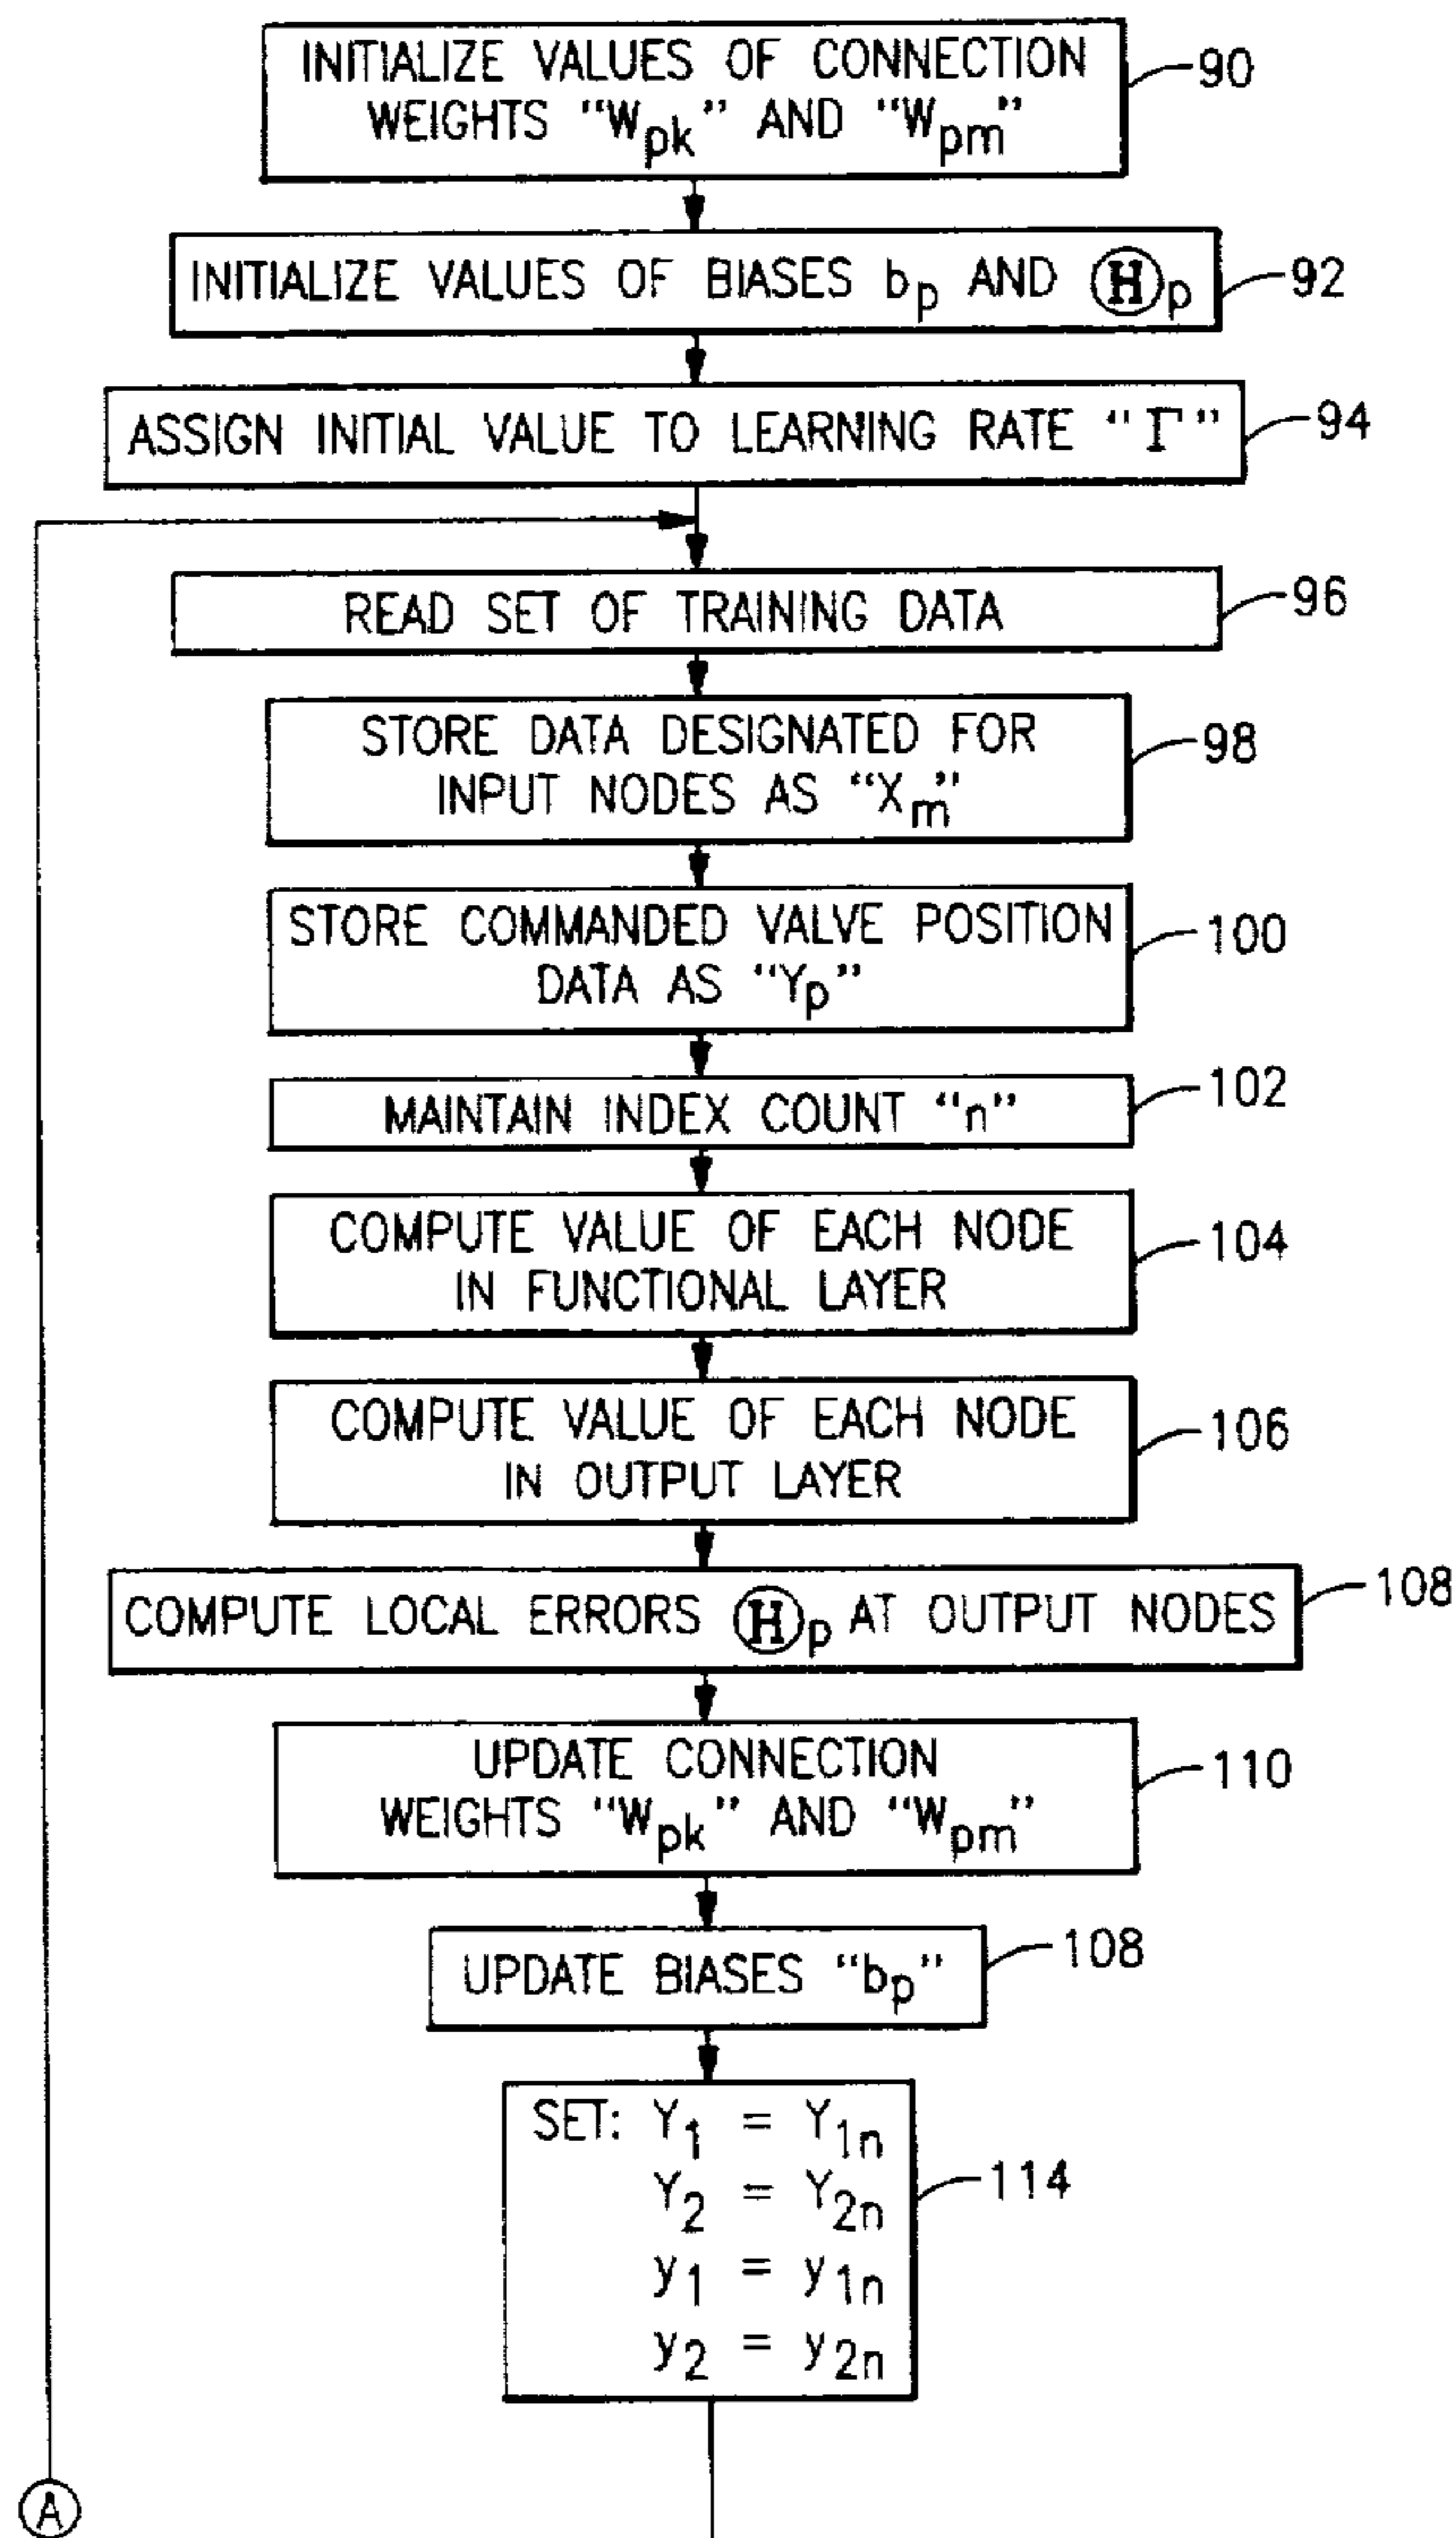 INITIALIZE VALUES OF CONNECTION
WEIGHTS "Wpk" AND "Wpm"
90
INITIALIZE VALUES OF BIASES bp AND Ⓗp
92
ASSIGN INITIAL VALUE TO LEARNING RATE "Γ"
94
READ SET OF TRAINING DATA
96
STORE DATA DESIGNATED FOR
INPUT NODES AS "Xm"
98
STORE COMMANDED VALVE POSITION
DATA AS "Yp"
100
MAINTAIN INDEX COUNT "n"
102
COMPUTE VALUE OF EACH NODE
IN FUNCTIONAL LAYER
104
COMPUTE VALUE OF EACH NODE
IN OUTPUT LAYER
106
COMPUTE LOCAL ERRORS Ⓗp AT OUTPUT NODES
108
UPDATE CONNECTION
WEIGHTS "Wpk" AND "Wpm"
110
UPDATE BIASES "bp"
108
SET: Y1 = Y1n
Y2 = Y2n
y1 = y1n
y2 = y2n
114
A